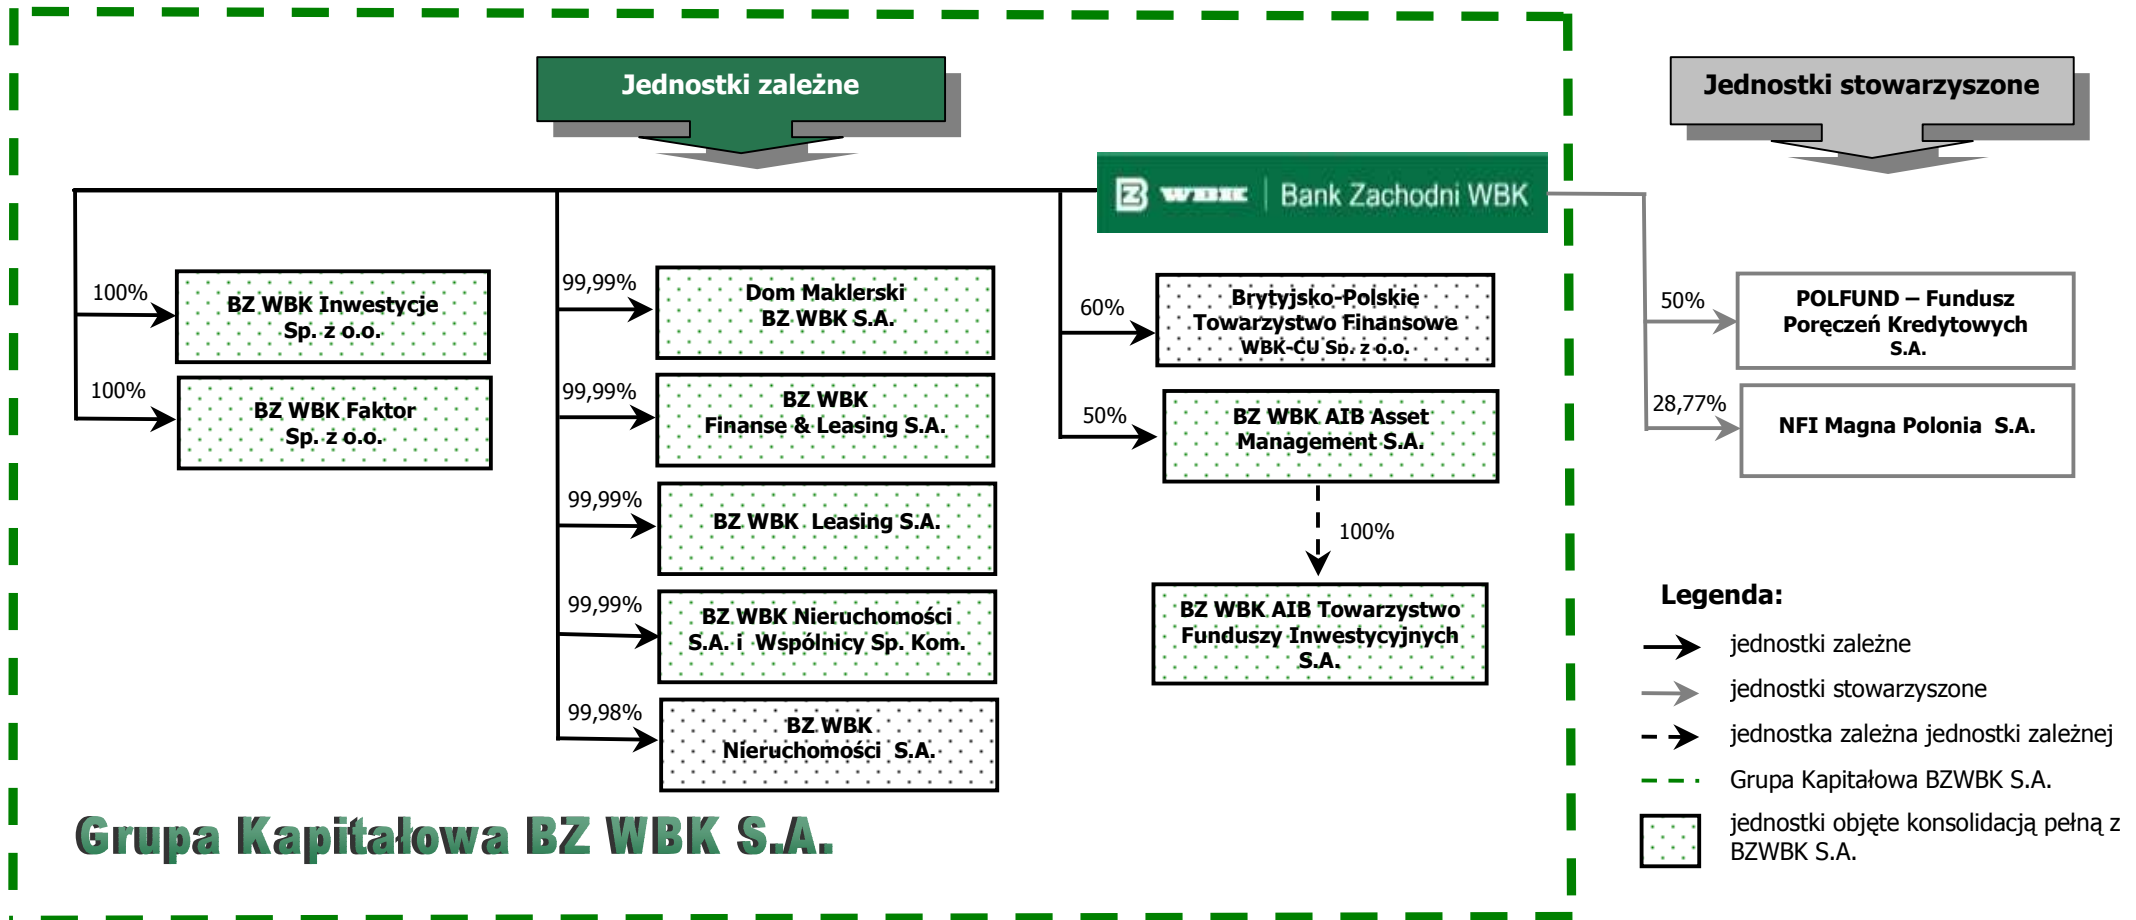 Jednostki zależne
Jednostki stowarzyszone
Z WBK | Bank Zachodni WBK
100%
BZ WBK Inwestycje
Sp. z o.o.
100%
BZ WBK Faktor
Sp. z o.o.
99,99%
Dom Maklerski
BZ WBK S.A.
99,99%
BZ WBK
Finanse & Leasing S.A.
99,99%
BZ WBK Leasing S.A.
99,99%
BZ WBK Nieruchomości
S.A. i Wspólnicy Sp. Kom.
99,98%
BZ WBK
Nieruchomości S.A.
60%
Brytyjsko-Polskie
Towarzystwo Finansowe
WBK-CU Sp. z o.o.
50%
BZ WBK AIB Asset
Management S.A.
100%
BZ WBK AIB Towarzystwo
Funduszy Inwestycyjnych
S.A.
50%
POLFUND – Fundusz
Poręczeń Kredytowych
S.A.
28,77%
NFI Magna Polonia S.A.
Legenda:
jednostki zależne
jednostki stowarzyszone
jednostka zależna jednostki zależnej
Grupa Kapitałowa BZWBK S.A.
jednostki objęte konsolidacją pełną z
BZWBK S.A.
Grupa Kapitałowa BZ WBK S.A.